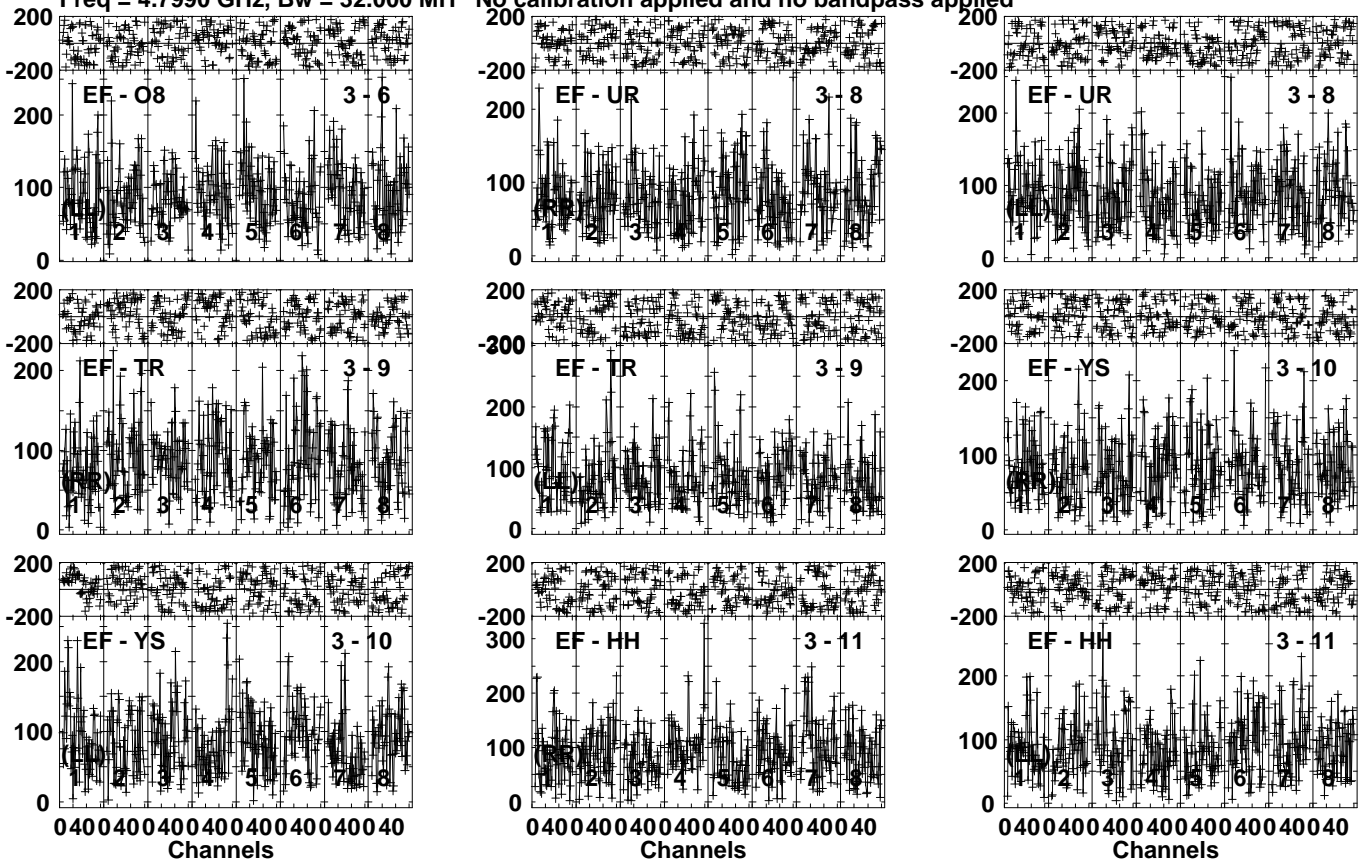 Freq = 4.7990 GHz, Bw = 32.000 MH No calibration applied and no bandpass applied
-200 -200 -200
EF - O8 3 - 6 EF - UR 3 - 8 EF - UR 3 - 8
200 200 200
100 100 100
(LL) (RR) (LL)
1 2 3 4 5 6 7 8 1 2 3 4 5 6 7 8 1 2 3 4 5 6 7 8
0 0 0
200 200 200
-200 -200 -200
300
EF - TR 3 - 9 EF - TR 3 - 9 EF - YS 3 - 10
200 200 200
100 100 100
(RR) (LL) (RR)
1 2 3 4 5 6 7 8 1 2 3 4 5 6 7 8 1 2 3 4 5 6 7 8
0 0 0
200 200 200
-200 -200 -200
EF - YS 3 - 10 EF - HH 3 - 11 EF - HH 3 - 11
300
200 200 200
100 100 100
(LL) (RR) (LL)
1 2 3 4 5 6 7 8 1 2 3 4 5 6 7 8 1 2 3 4 5 6 7 8
0 0 0
0 40 0 40 0 40 0 40 0 40 0 40 0 40 0 40 0 40 0 40 0 40 0 40 0 40 0 40 0 40 0 40 0 40 0 40 0 40 0 40 0 40 0 40 0 40 0 40
Channels Channels Channels